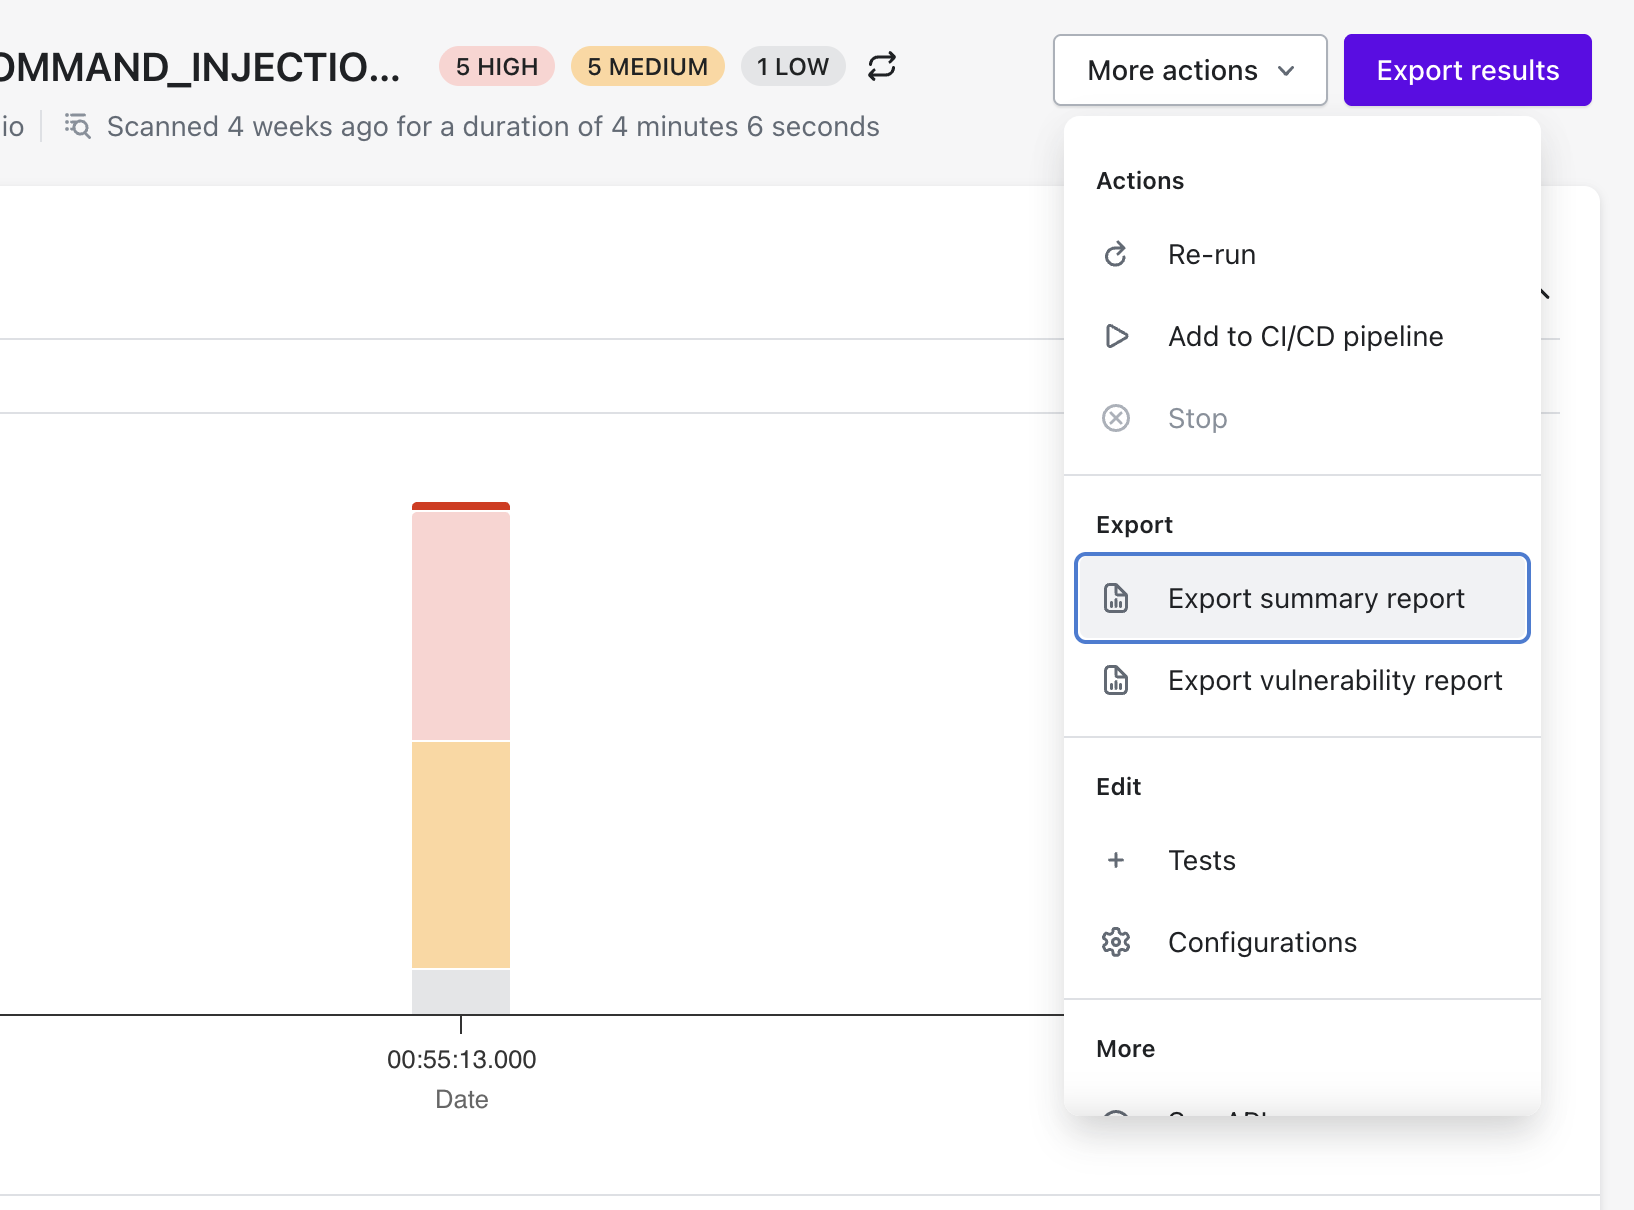 OMMAND_INJECTIO...
5 HIGH
5 MEDIUM
1 LOW
More actions
Export results
io
Scanned 4 weeks ago for a duration of 4 minutes 6 seconds
Actions
Re-run
Add to CI/CD pipeline
Stop
Export
Export summary report
Export vulnerability report
Edit
Tests
Configurations
More
00:55:13.000
Date